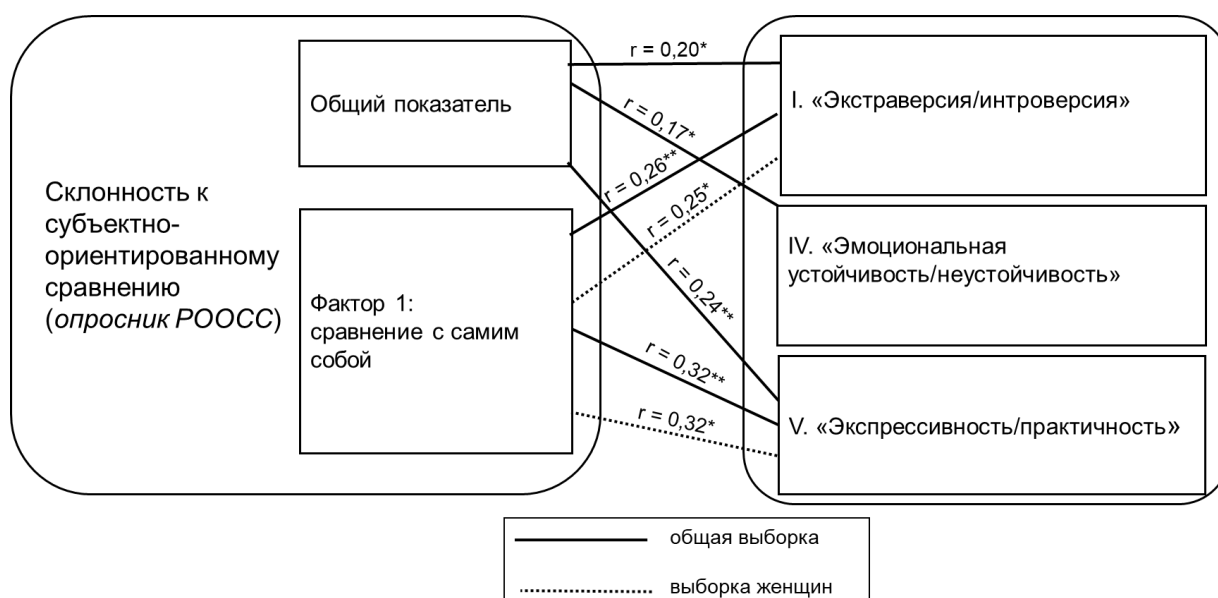 Склонность к
субъектно-
ориентированному
сравнению
(опросник РООСС)
Общий показатель
Фактор 1:
сравнение с самим
собой
r = 0,20*
r = 0,17*
r = 0,26**
r = 0,25*
r = 0,24**
r = 0,32**
r = 0,32*
I. «Экстраверсия/интроверсия»
IV. «Эмоциональная
устойчивость/неустойчивость»
V. «Экспрессивность/практичность»
общая выборка
выборка женщин